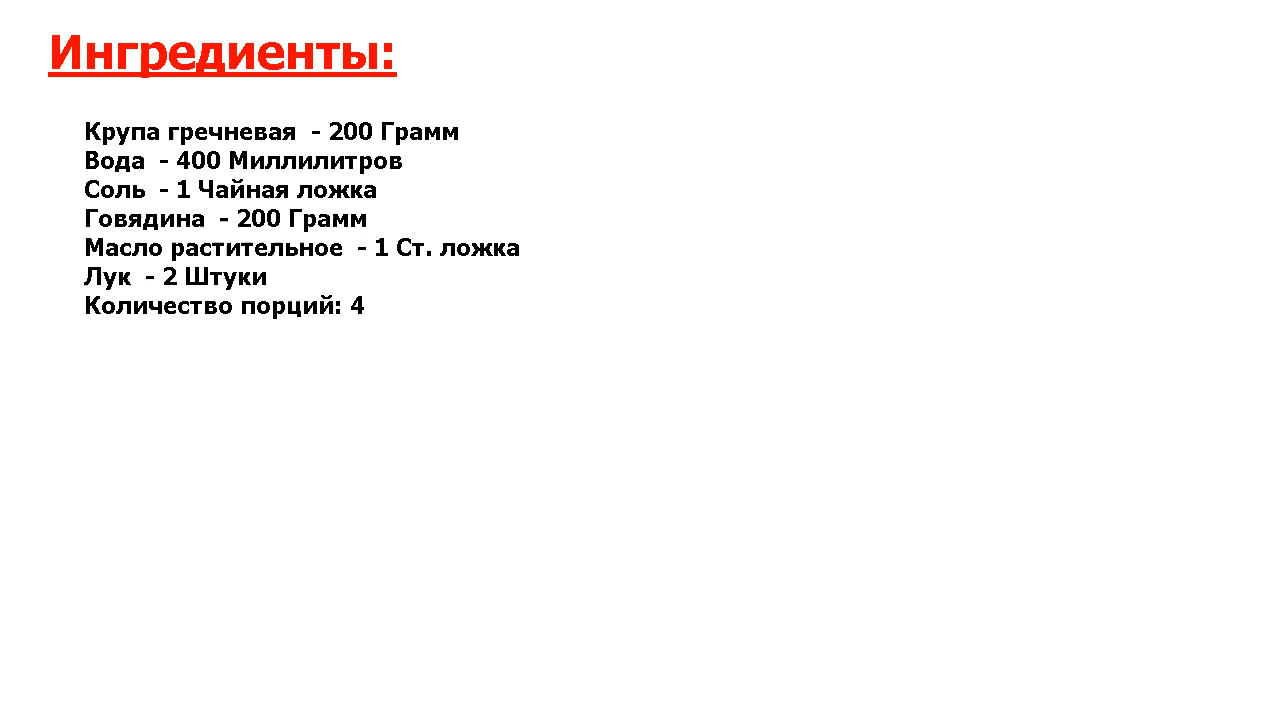 Ингредиенты:
Крупа гречневая  - 200 Грамм
Вода  - 400 Миллилитров
Соль  - 1 Чайная ложка
Говядина  - 200 Грамм
Масло растительное  - 1 Ст. ложка
Лук  - 2 Штуки
Количество порций: 4